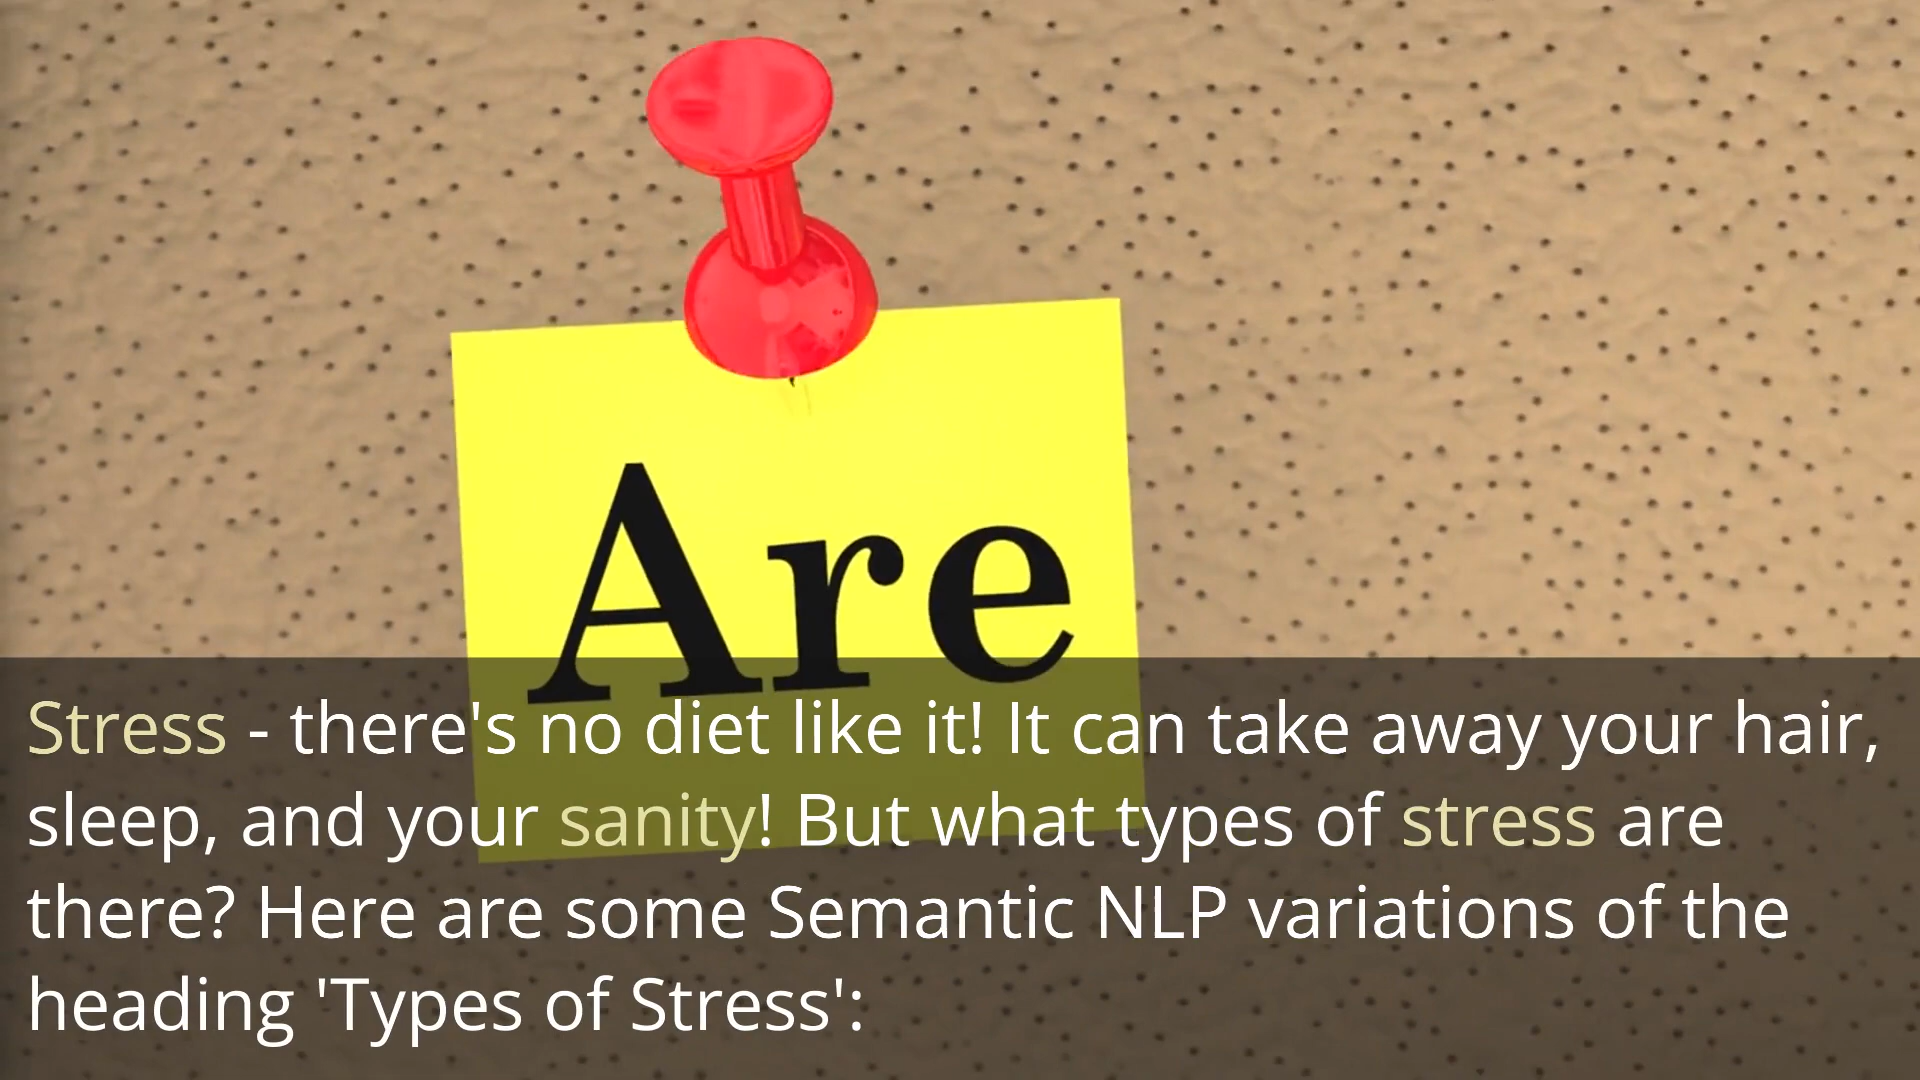 Are
Stress - there's no diet like it! It can take away your hair,
sleep, and your sanity! But what types of stress are
there? Here are some Semantic NLP variations of the
heading 'Types of Stress':